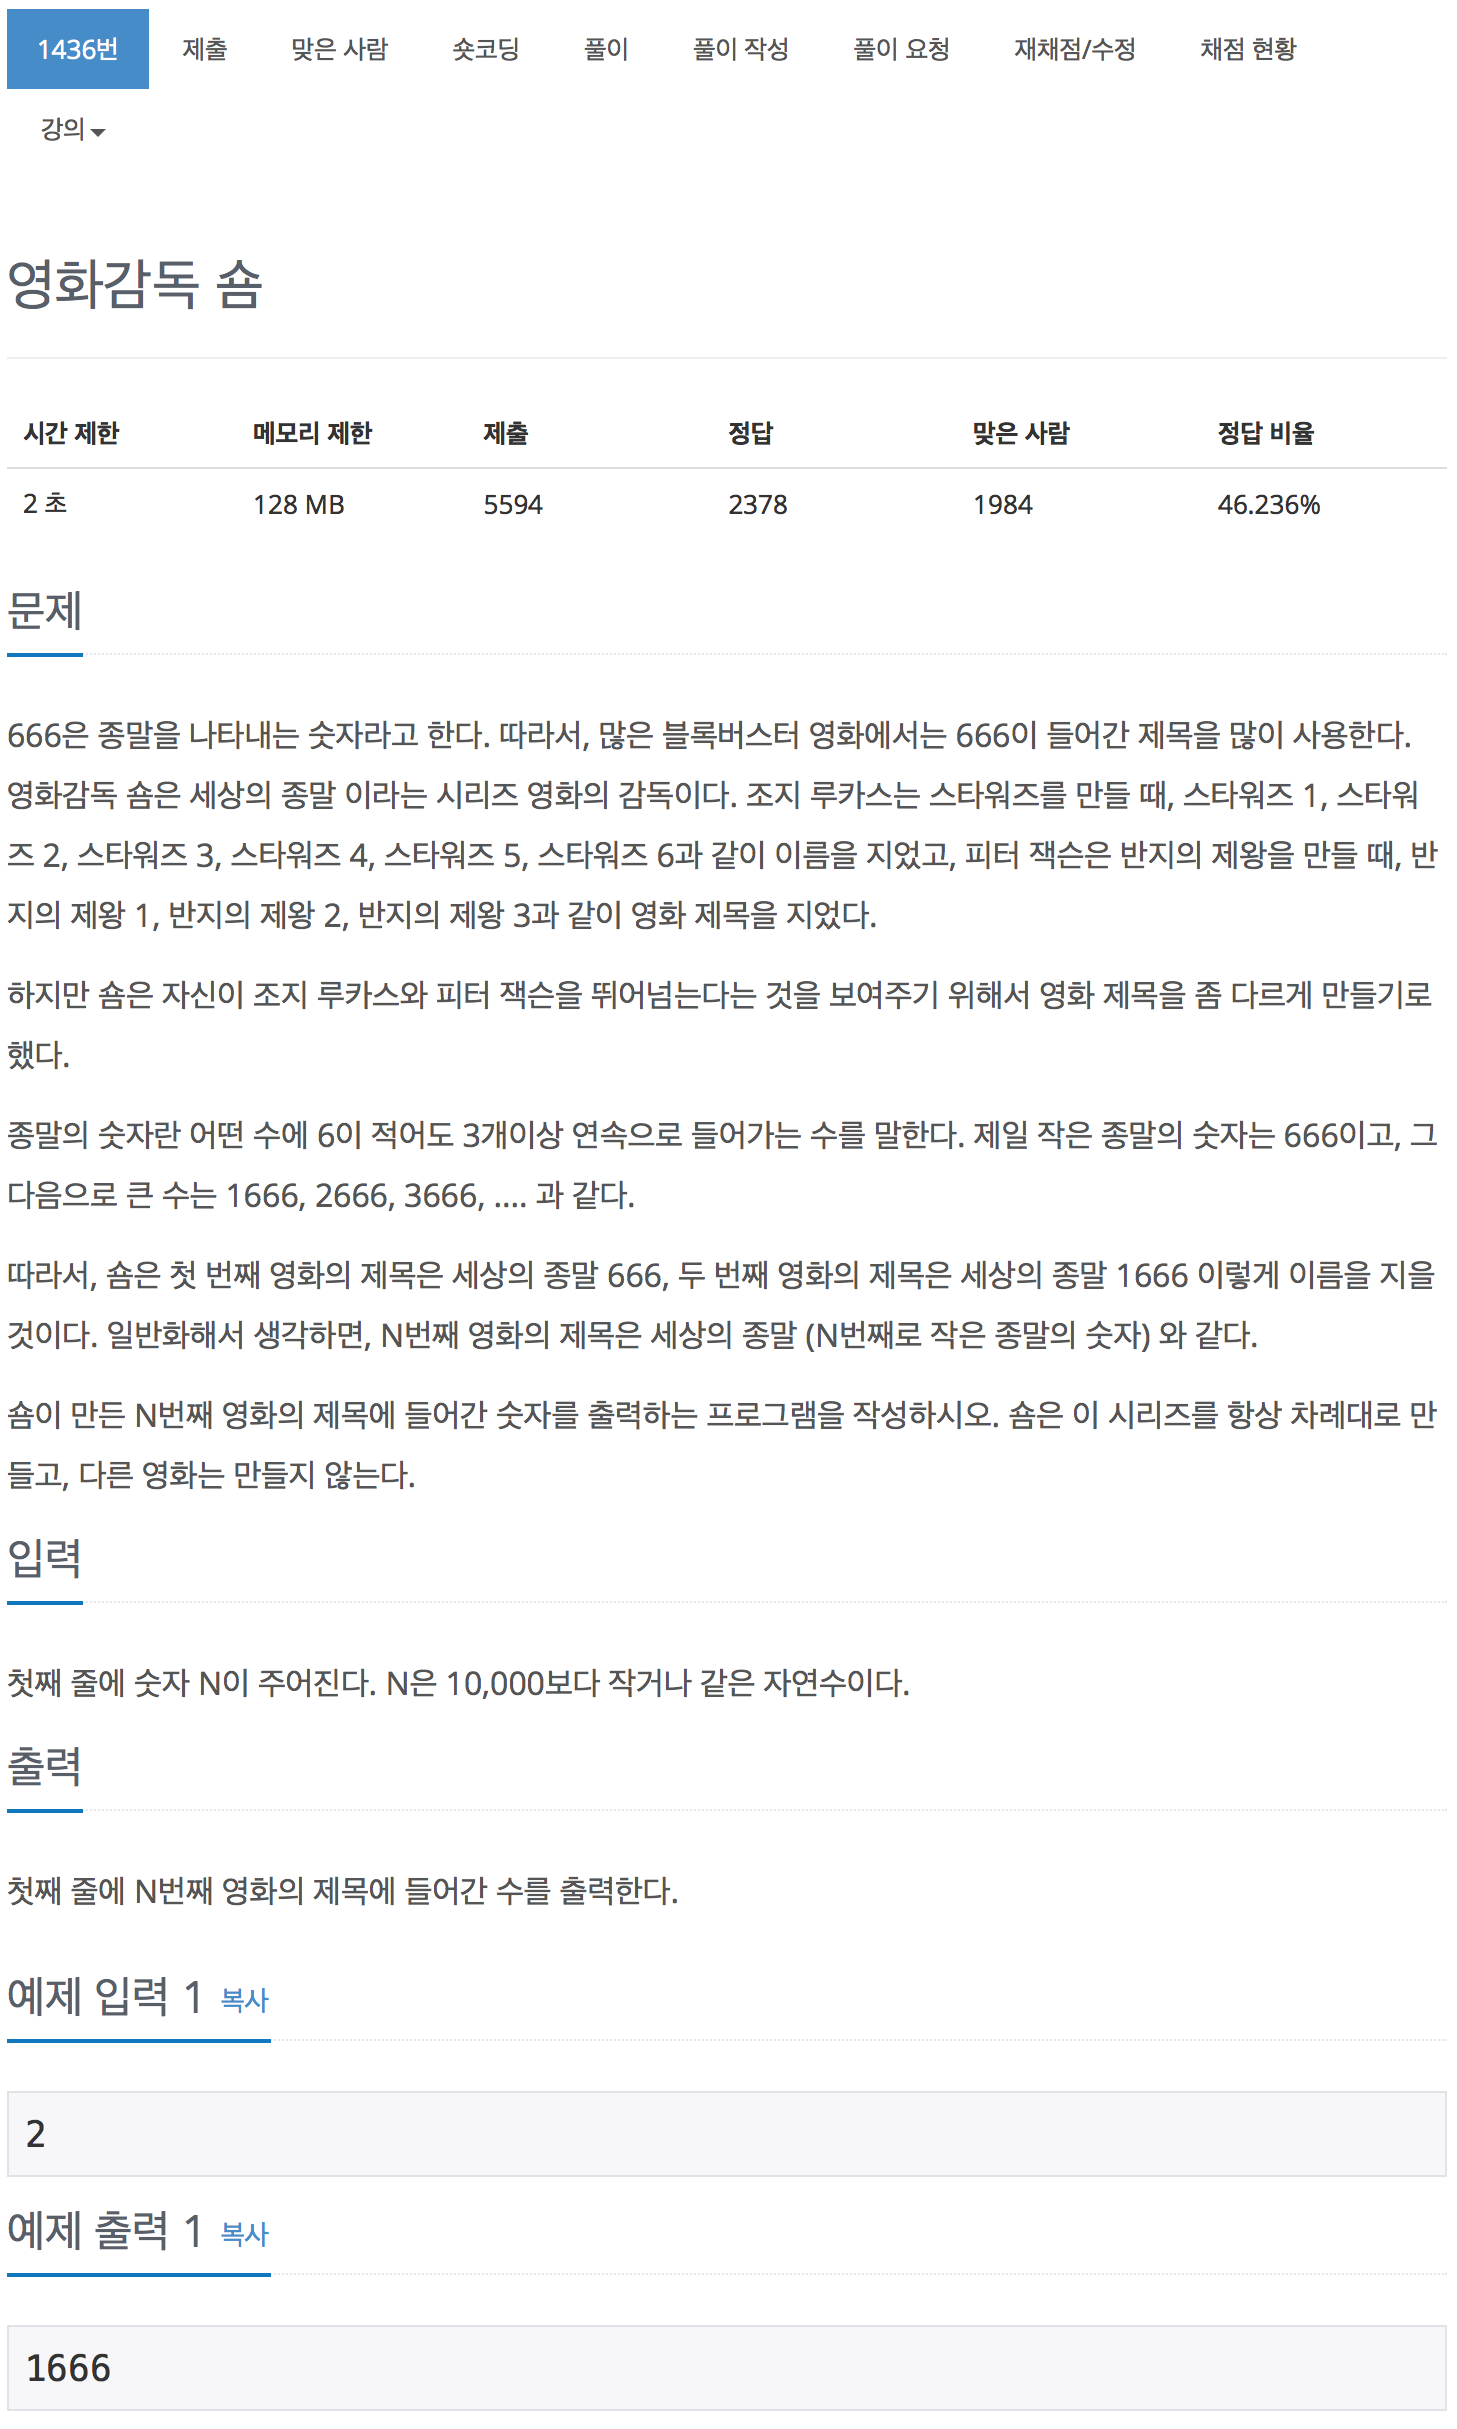 1436번 제출 맞은 사람 숏코딩 풀이 풀이 작성 풀이 요청 재채점/수정 채점 현황
강의
영화감독 숌
시간 제한 메모리 제한 제출 정답 맞은 사람 정답 비율
2 초 128 MB 5594 2378 1984 46.236%
문제
666은 종말을 나타내는 숫자라고 한다. 따라서, 많은 블록버스터 영화에서는 666이 들어간 제목을 많이 사용한다.
영화감독 숌은 세상의 종말 이라는 시리즈 영화의 감독이다. 조지 루카스는 스타워즈를 만들 때, 스타워즈 1, 스타워
즈 2, 스타워즈 3, 스타워즈 4, 스타워즈 5, 스타워즈 6과 같이 이름을 지었고, 피터 잭슨은 반지의 제왕을 만들 때, 반
지의 제왕 1, 반지의 제왕 2, 반지의 제왕 3과 같이 영화 제목을 지었다.
하지만 숌은 자신이 조지 루카스와 피터 잭슨을 뛰어넘는다는 것을 보여주기 위해서 영화 제목을 좀 다르게 만들기로
했다.
종말의 숫자란 어떤 수에 6이 적어도 3개이상 연속으로 들어가는 수를 말한다. 제일 작은 종말의 숫자는 666이고, 그
다음으로 큰 수는 1666, 2666, 3666, .... 과 같다.
따라서, 숌은 첫 번째 영화의 제목은 세상의 종말 666, 두 번째 영화의 제목은 세상의 종말 1666 이렇게 이름을 지을
것이다. 일반화해서 생각하면, N번째 영화의 제목은 세상의 종말 (N번째로 작은 종말의 숫자) 와 같다.
숌이 만든 N번째 영화의 제목에 들어간 숫자를 출력하는 프로그램을 작성하시오. 숌은 이 시리즈를 항상 차례대로 만
들고, 다른 영화는 만들지 않는다.
입력
첫째 줄에 숫자 N이 주어진다. N은 10,000보다 작거나 같은 자연수이다.
출력
첫째 줄에 N번째 영화의 제목에 들어간 수를 출력한다.
예제 입력 1 복사
2
예제 출력 1 복사
1666